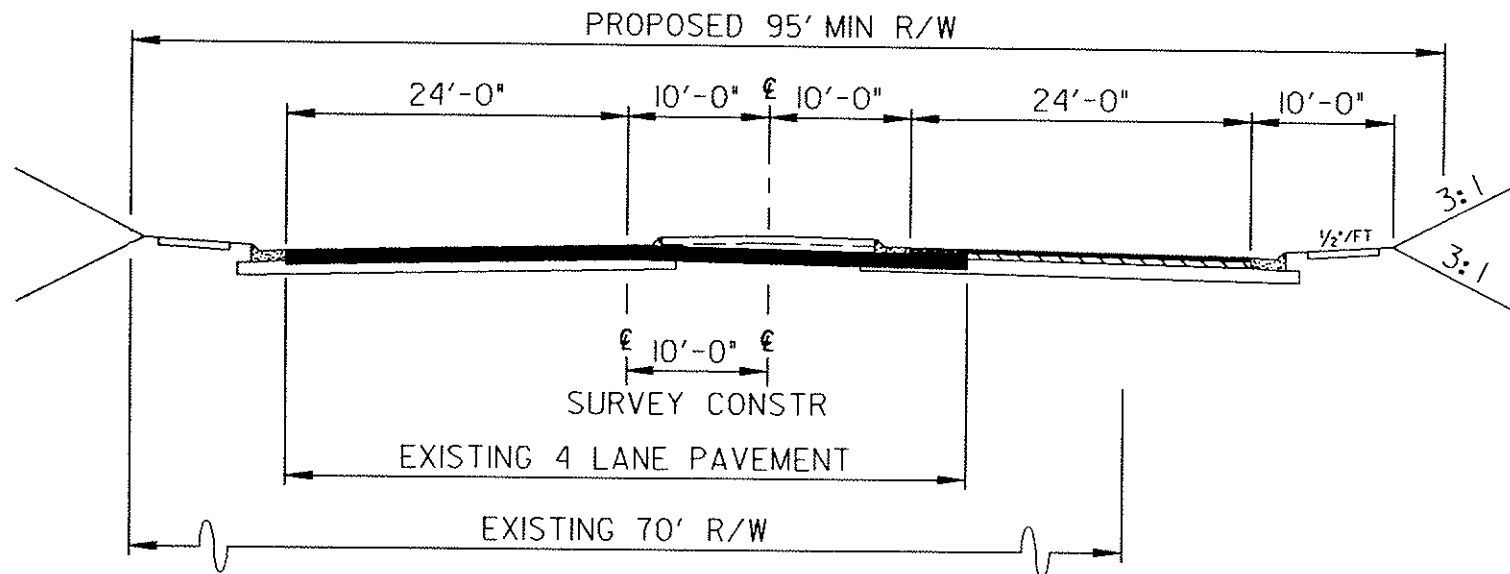 PROPOSED 95' MIN R/W
24'-0" 10'-0" ℄ 10'-0" 24'-0" 10'-0"
3:1
1/2"/FT
3:1
℄ 10'-0" ℄
SURVEY CONSTR
EXISTING 4 LANE PAVEMENT
EXISTING 70' R/W